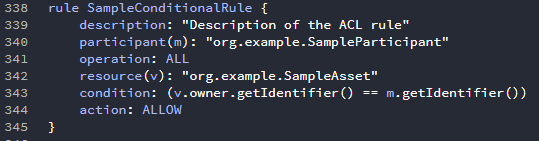 338 rule SampleConditionalRule {
339     description: "Description of the ACL rule"
340     participant(m): "org.example.SampleParticipant"
341     operation: ALL
342     resource(v): "org.example.SampleAsset"
343     condition: (v.owner.getIdentifier() == m.getIdentifier())
344     action: ALLOW
345 }